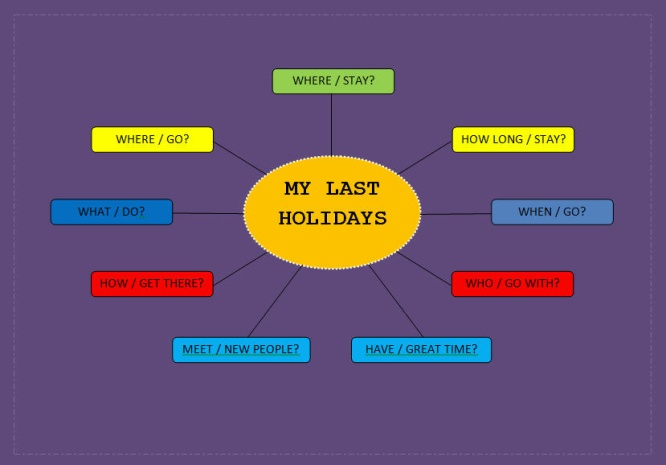 WHERE / STAY?
WHERE / GO?
HOW LONG / STAY?
MY LAST
HOLIDAYS
WHAT / DO?
WHEN / GO?
HOW / GET THERE?
WHO / GO WITH?
MEET / NEW PEOPLE?
HAVE / GREAT TIME?